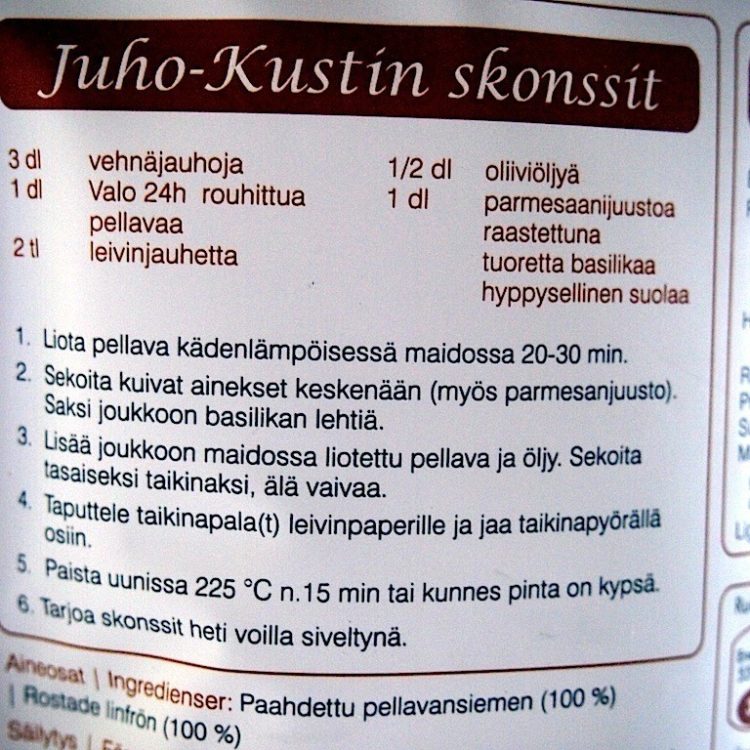 Juho-Kustin skonssit
3 dl vehnäjauhoja
1 dl Valo 24h rouhittua
pellavaa
2 tl leivinjauhetta
1/2 dl oliiviöljyä
1 dl parmesaanijuustoa
raastettuna
tuoretta basilikaa
hyppysellinen suolaa
1. Liota pellava kädenlämpöisessä maidossa 20-30 min.
2. Sekoita kuivat ainekset keskenään (myös parmesanjuusto).
Saksi joukkoon basilikan lehtiä.
3. Lisää joukkoon maidossa liotettu pellava ja öljy. Sekoita
tasaiseksi taikinaksi, älä vaivaa.
4. Taputtele taikinapala(t) leivinpaperille ja jaa taikinapyörällä
osiin.
5. Paista uunissa 225 °C n.15 min tai kunnes pinta on kypsä.
6. Tarjoa skonssit heti voilla siveltynä.
Aineosat | Ingredienser: Paahdettu pellavansiemen (100 %)
| Rostade linfrön (100 %)
Säilytys |